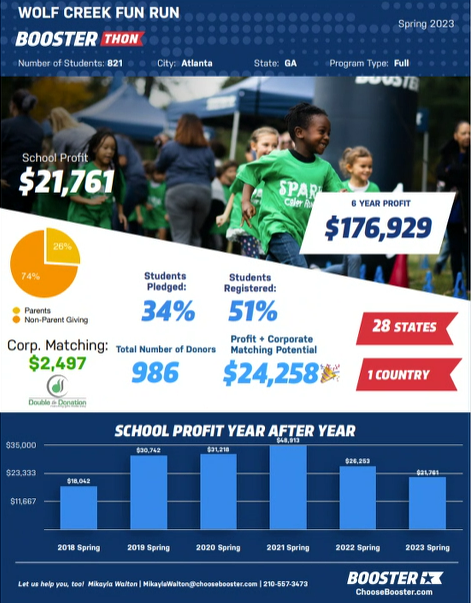 WOLF CREEK FUN RUN
Spring 2023
BOOSTER THON
Number of Students: 821 City: Atlanta State: GA Program Type: Full
BOOSTER
School Profit
$21,761
SPARK
6 YEAR PROFIT
$176,929
26%
74%
Parents
Non-Parent Giving
Students Pledged:
34%
Students Registered:
51%
28 STATES
Corp. Matching:
$2,497
Double the Donation
Total Number of Donors
986
Profit + Corporate
Matching Potential
$24,258🎉
1 COUNTRY
SCHOOL PROFIT YEAR AFTER YEAR
$35,000
$23,333
$11,667
$18,042
$30,742
$31,218
$48,913
$26,253
$21,761
2018 Spring 2019 Spring 2020 Spring 2021 Spring 2022 Spring 2023 Spring
Let us help you, too! Mikayla Walton | MikaylaWalton@choosebooster.com | 210-557-3473
BOOSTER
ChooseBooster.com